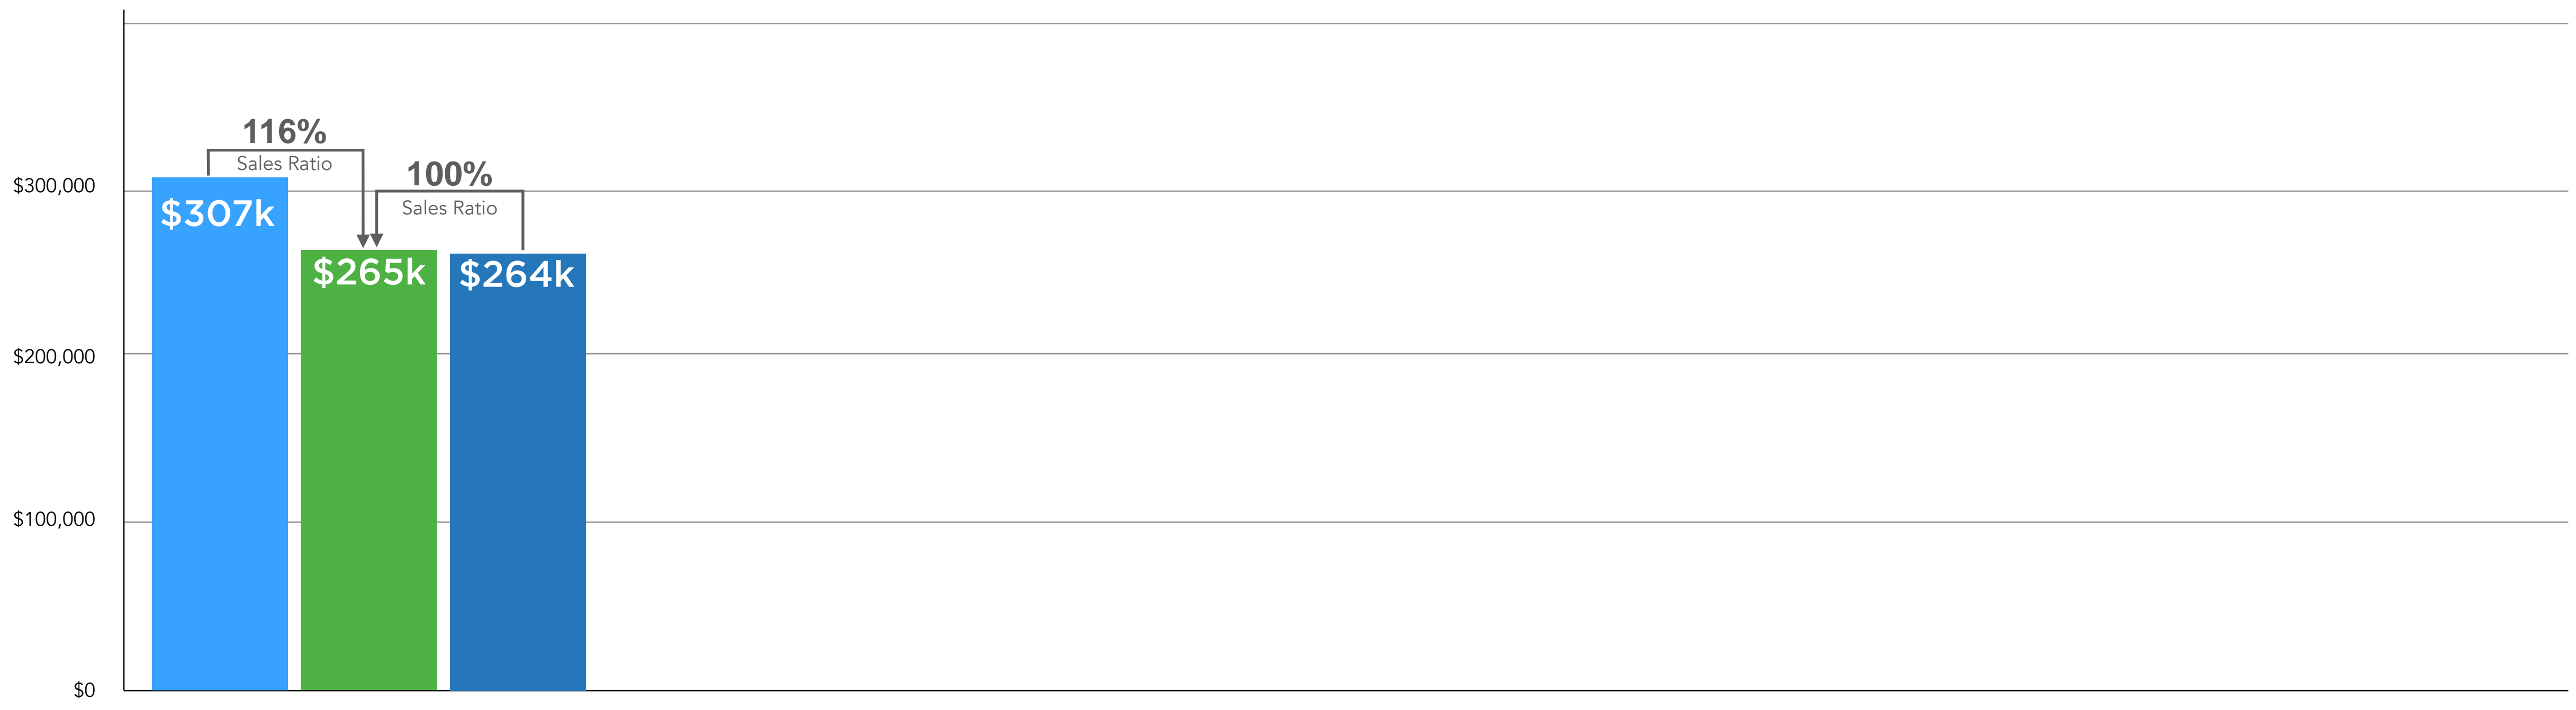 116%
Sales Ratio
100%
Sales Ratio
$300,000
$307k
$265k
$264k
$200,000
$100,000
$0